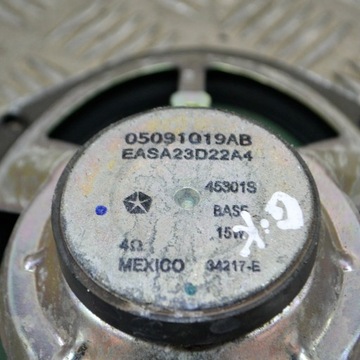 05091019AB
EASA23D22A4
45301S
BASE
15W
4Ω
MEXICO 34217-E